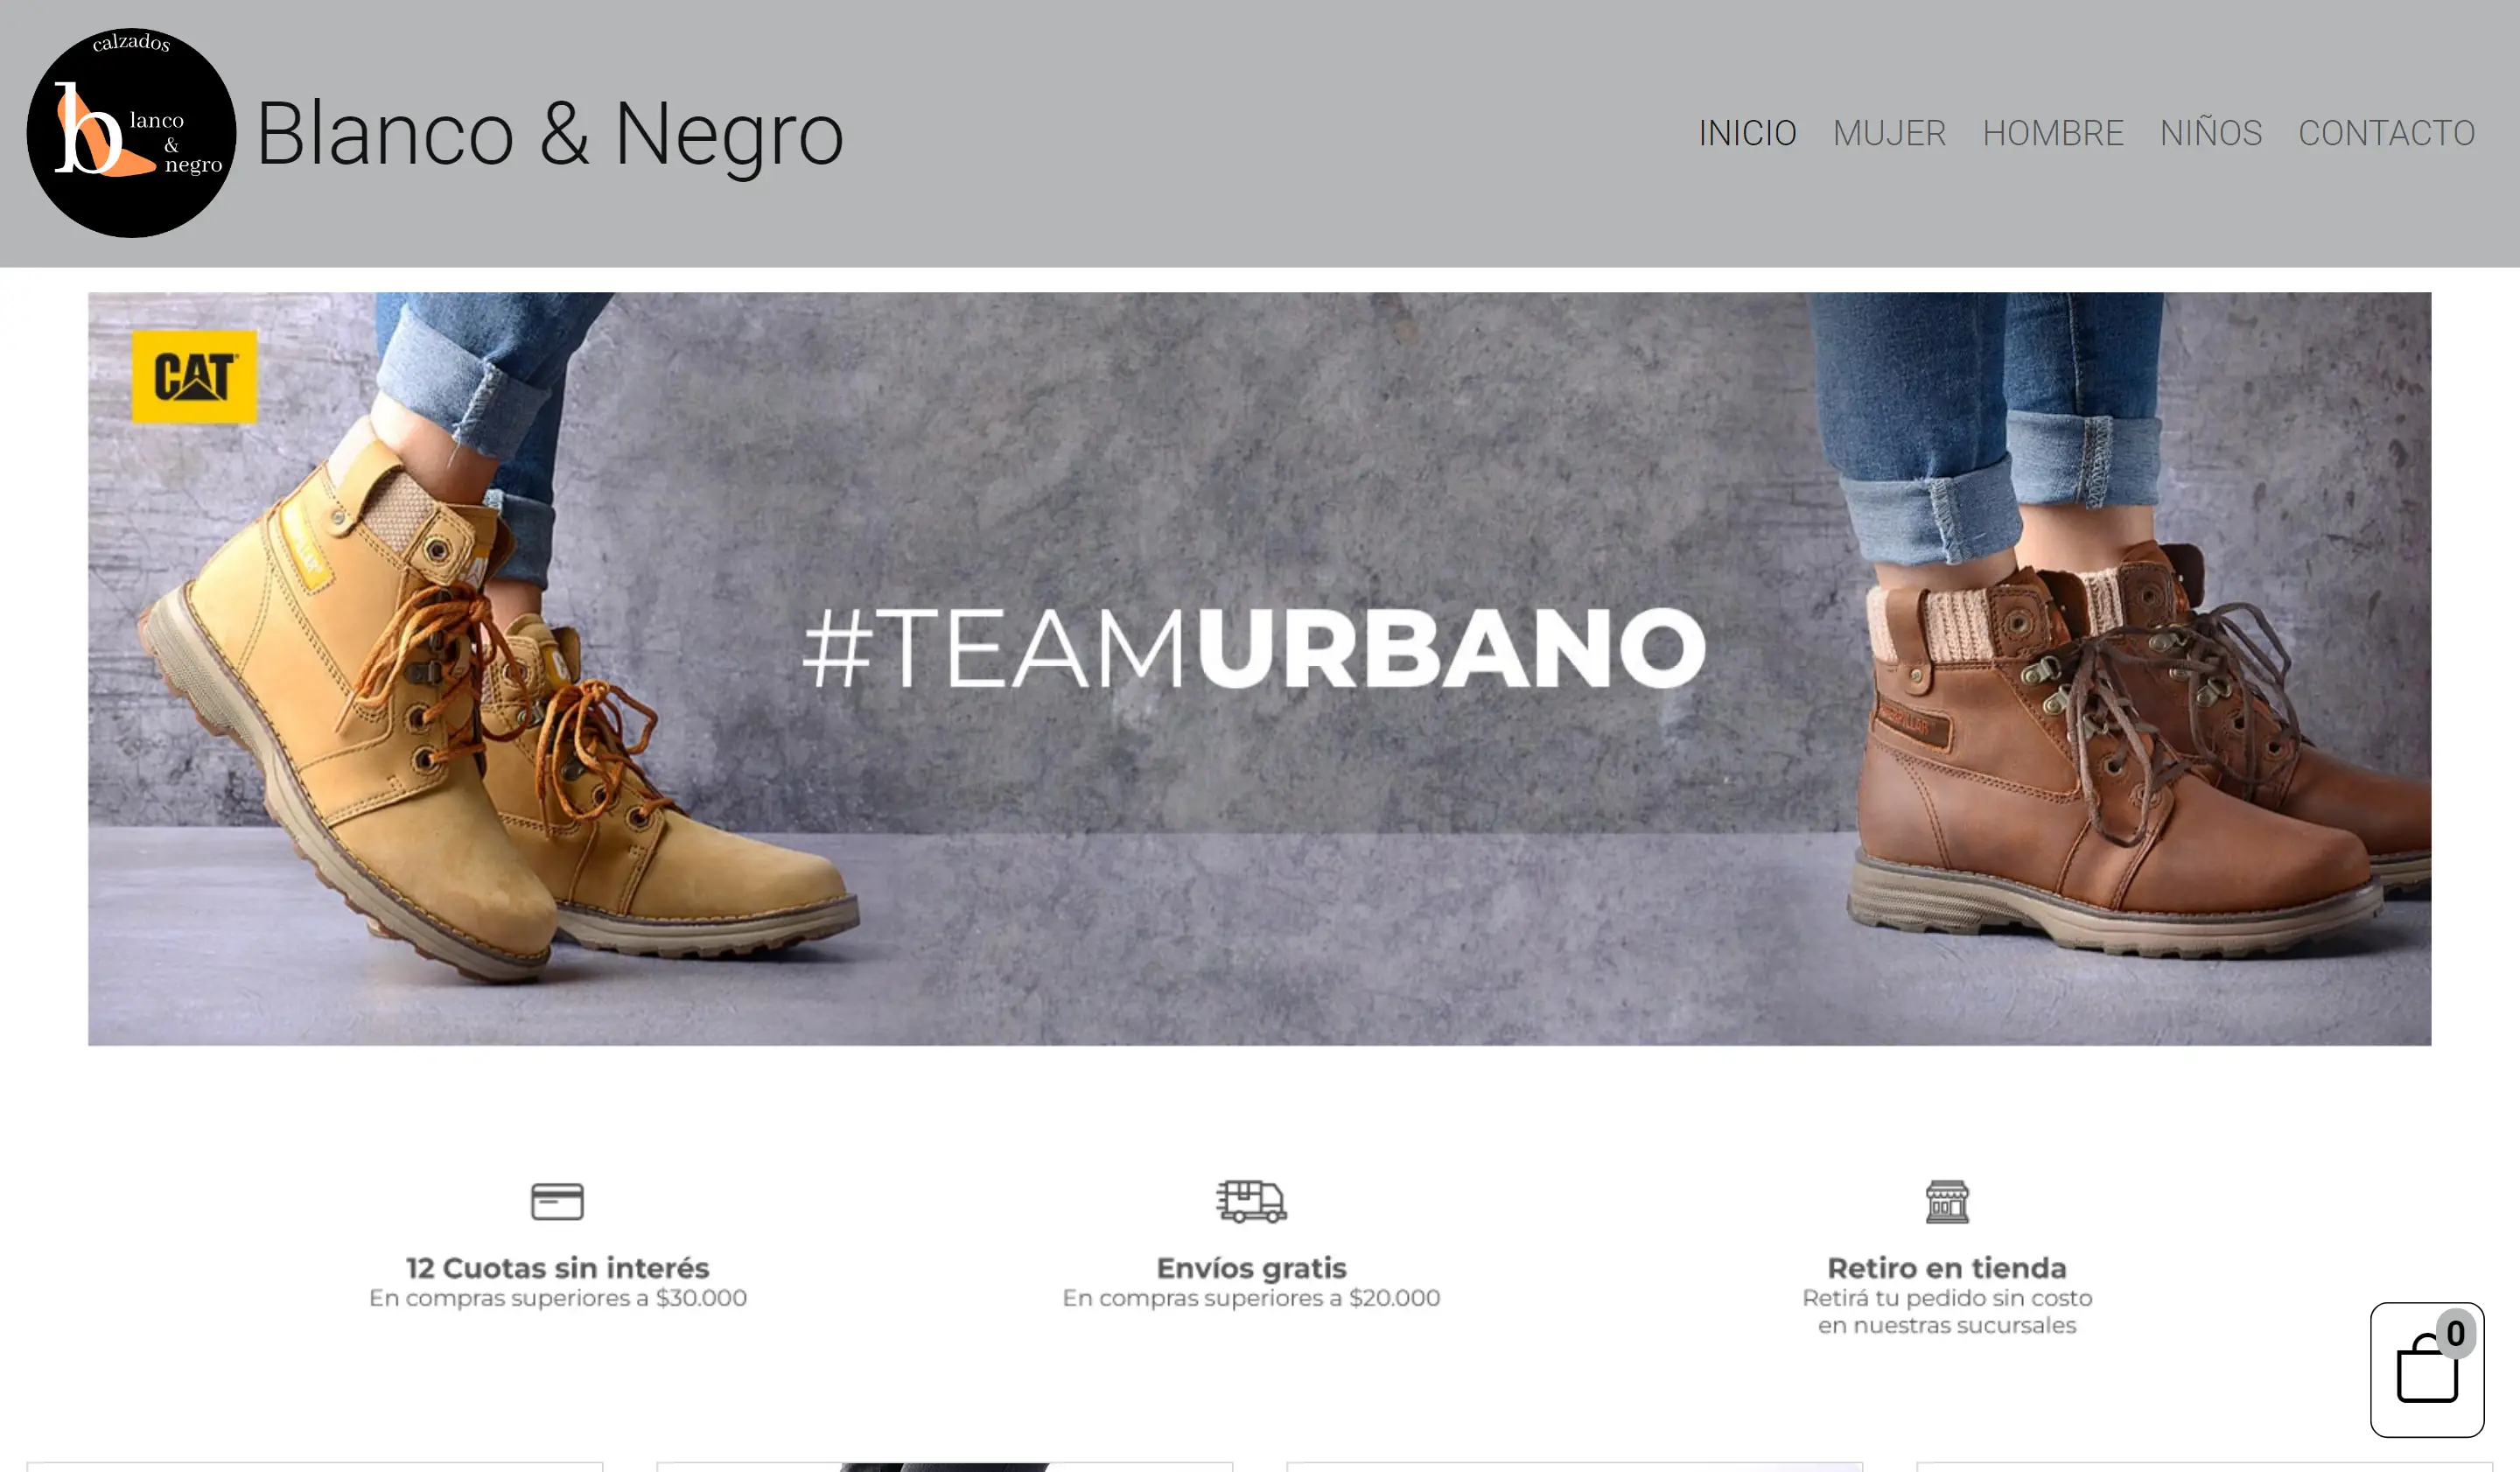 calzados
blanco
&
negro
Blanco & Negro
INICIO MUJER HOMBRE NIÑOS CONTACTO
CAT
#TEAMURBANO
12 Cuotas sin interés
En compras superiores a $30.000
Envíos gratis
En compras superiores a $20.000
Retiro en tienda
Retirá tu pedido sin costo
en nuestras sucursales
0